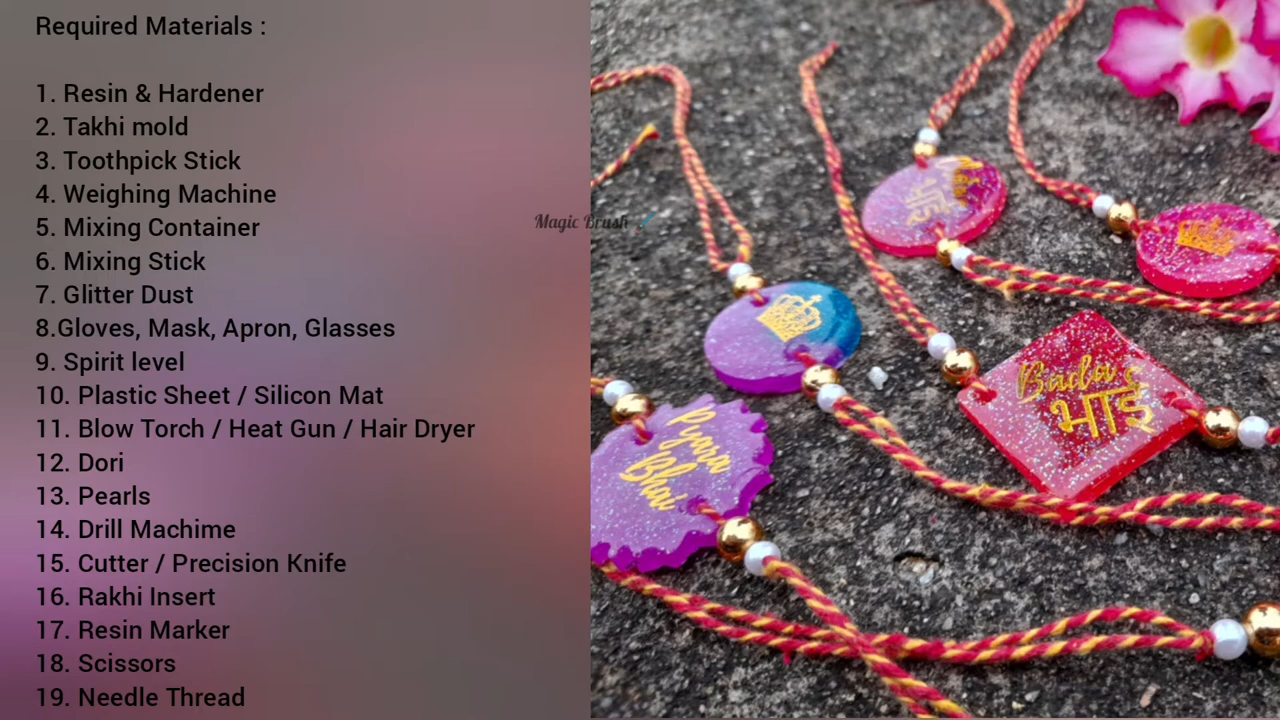 Required Materials :
1. Resin & Hardener
2. Takhi mold
3. Toothpick Stick
4. Weighing Machine
5. Mixing Container
6. Mixing Stick
7. Glitter Dust
8.Gloves, Mask, Apron, Glasses
9. Spirit level
10. Plastic Sheet / Silicon Mat
11. Blow Torch / Heat Gun / Hair Dryer
12. Dori
13. Pearls
14. Drill Machime
15. Cutter / Precision Knife
16. Rakhi Insert
17. Resin Marker
18. Scissors
19. Needle Thread
Magic Brush
भाई
Bada
भाई
Pyara
Bhai